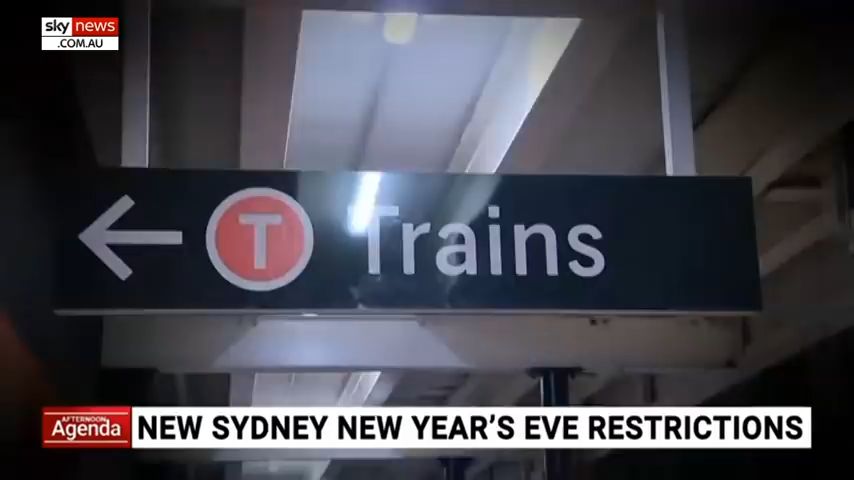 sky news
.COM.AU
T Trains
AFTERNOON
Agenda
NEW SYDNEY NEW YEAR'S EVE RESTRICTIONS